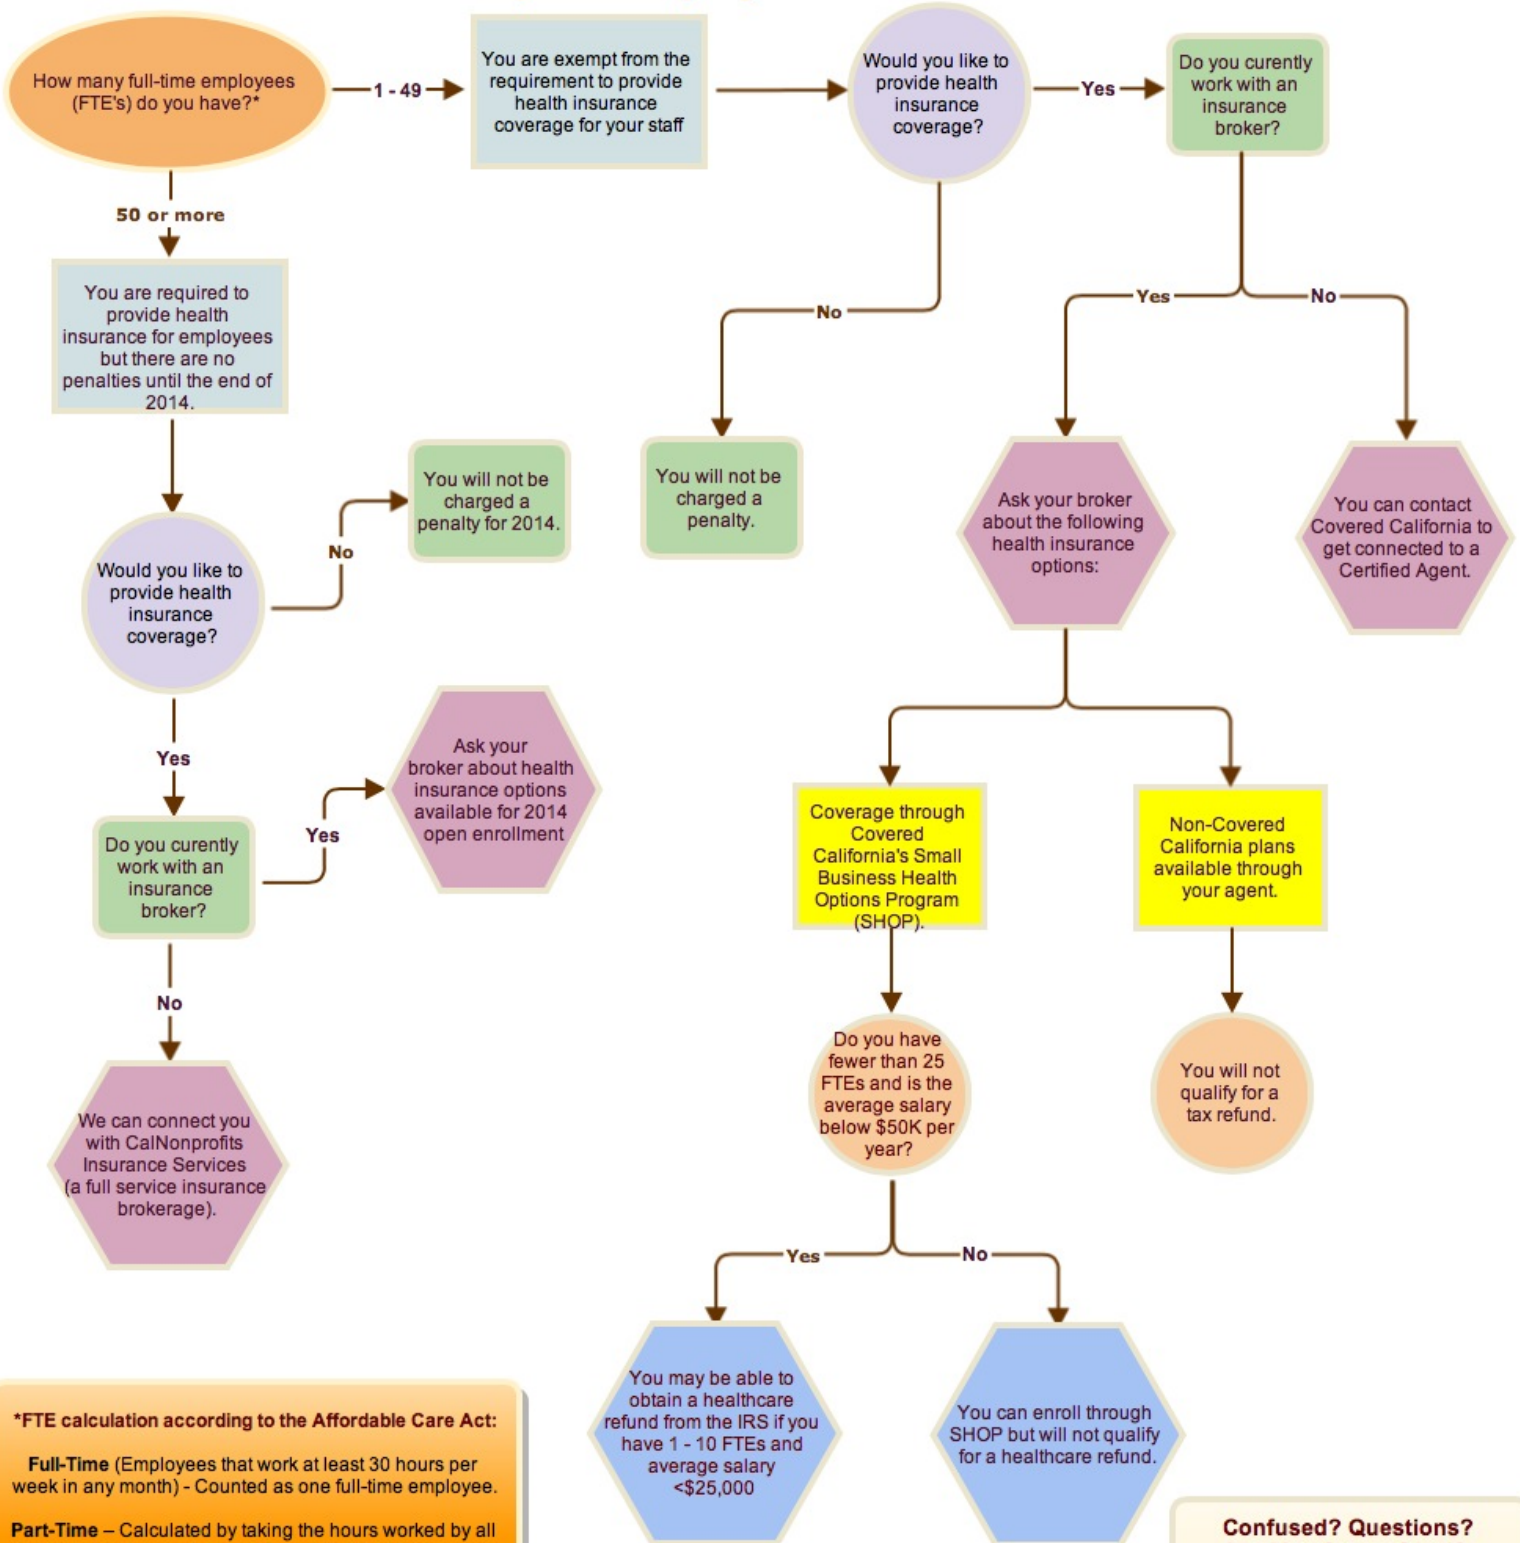 How many full-time employees
(FTE's) do you have?*
1 - 49
You are exempt from the
requirement to provide
health insurance
coverage for your staff
Would you like to
provide health
insurance
coverage?
Yes
Do you curently
work with an
insurance
broker?
50 or more
You are required to
provide health
insurance for employees
but there are no
penalties until the end of
2014.
No
Yes
No
You will not be
charged a
penalty for 2014.
You will not be
charged a
penalty.
Ask your broker
about the following
health insurance
options:
You can contact
Covered California to
get connected to a
Certified Agent.
No
Would you like to
provide health
insurance
coverage?
Yes
Ask your
broker about health
insurance options
available for 2014
open enrollment
Yes
Do you curently
work with an
insurance
broker?
Coverage through
Covered
California's Small
Business Health
Options Program
(SHOP).
Non-Covered
California plans
available through
your agent.
No
We can connect you
with CalNonprofits
Insurance Services
(a full service insurance
brokerage).
Do you have
fewer than 25
FTEs and is the
average salary
below $50K per
year?
You will not
qualify for a
tax refund.
Yes
No
You may be able to
obtain a healthcare
refund from the IRS if you
have 1 - 10 FTEs and
average salary
<$25,000
You can enroll through
SHOP but will not qualify
for a healthcare refund.
*FTE calculation according to the Affordable Care Act:
Full-Time (Employees that work at least 30 hours per
week in any month) - Counted as one full-time employee.
Part-Time – Calculated by taking the hours worked by all
Confused? Questions?